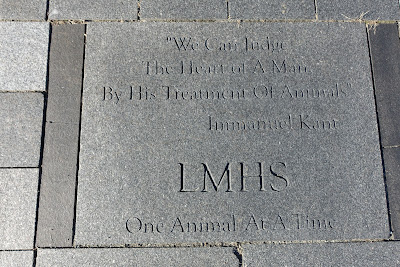 "We Can Judge
The Heart of A Man
By His Treatment Of Animals"
Immanuel Kant
LMHS
One Animal At A Time